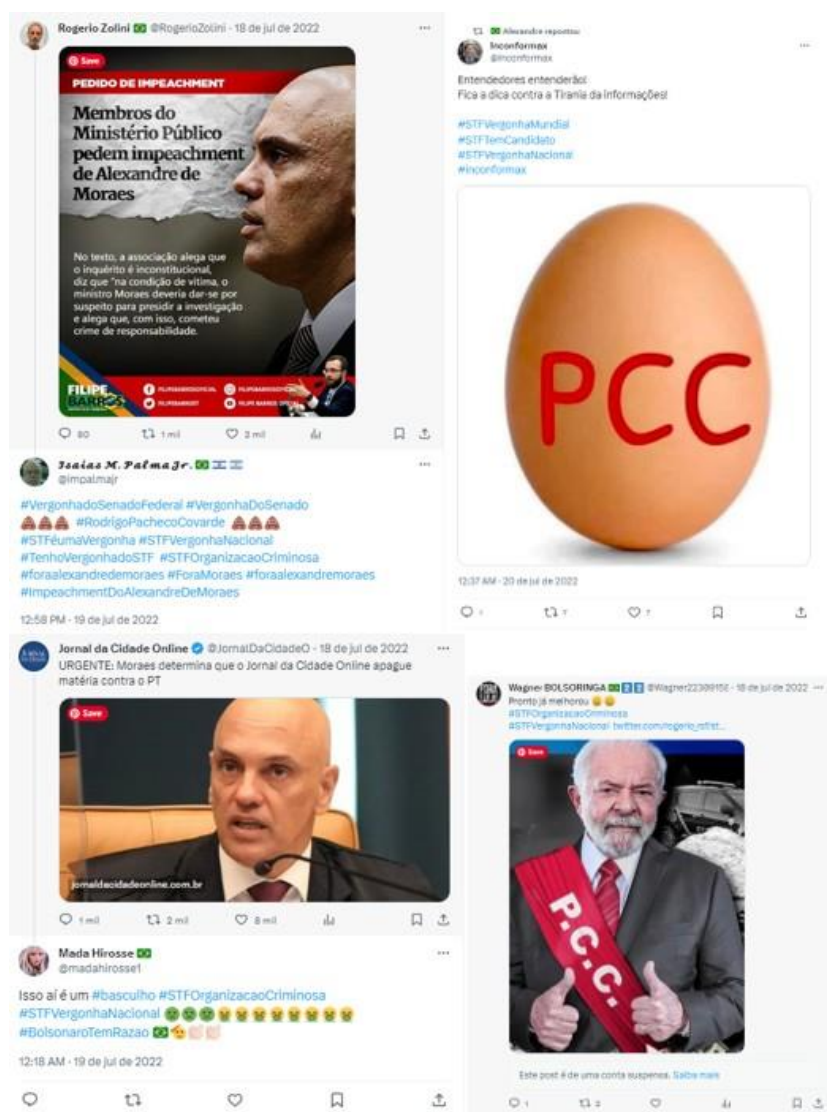 Rogerio Zolini @RogerioZolini · 18 de jul de 2022
Save
PEDIDO DE IMPEACHMENT
Membros do
Ministério Público
pedem impeachment
de Alexandre de
Moraes
No texto, a associação alega que
o inquérito é inconstitucional,
diz que "na condição de vítima, o
ministro Moraes deveria dar-se por
suspeito para presidir a investigação
e alega que, com isso, cometeu
crime de responsabilidade.
FILIPE
BARROS
80 1 mil 3 mil
Isaias M. Palma Jr.
@impalmajr
#VergonhadoSenadoFederal #VergonhaDoSenado
#RodrigoPachecoCovarde
#STFéumaVergonha #STFVergonhaNacional
#TenhoVergonhadoSTF #STFOrganizacaoCriminosa
#foraalexandredemoraes #ForaMoraes #foraalexandremoraes
#ImpeachmentDoAlexandreDeMoraes
12:58 PM · 19 de jul de 2022
Alexandre repostou
Inconformax
@Inconformax
Entendedores entenderão!
Fica a dica contra a Tirania da Informações!
#STFVergonhaMundial
#STFTemCandidato
#STFVergonhaNacional
#Inconformax
PCC
12:37 AM · 20 de jul de 2022
7 7
Jornal da Cidade Online @JornalDaCidadeO · 18 de jul de 2022
URGENTE: Moraes determina que o Jornal da Cidade Online apague
matéria contra o PT
Save
jornaldacidadeonline.com.br
1 mil 2 mil 8 mil
Mada Hirosse
@madahirosse1
Isso aí é um #basculho #STFOrganizacaoCriminosa
#STFVergonhaNacional
#BolsonaroTemRazao
12:18 AM · 19 de jul de 2022
Wagner BOLSORINGA · 18 de jul de 2022
Pronto já melhorou
#STFOrganizacaoCriminosa
#STFVergonhaNacional
Save
P.C.C.
Este post é de uma conta suspensa. Saiba mais
1 2